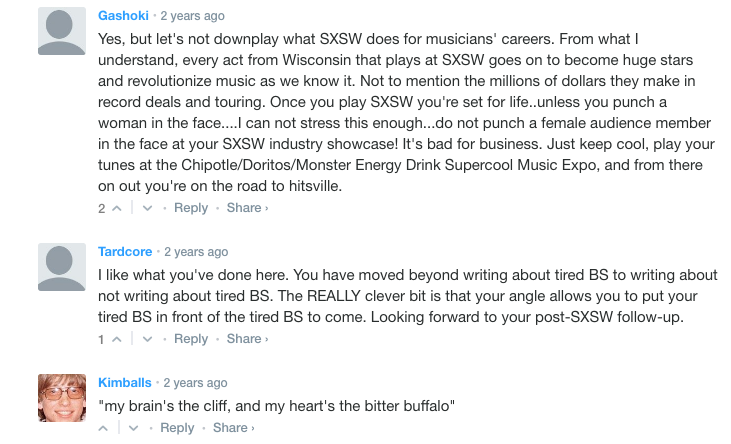 Gashoki · 2 years ago
Yes, but let's not downplay what SXSW does for musicians' careers. From what I
understand, every act from Wisconsin that plays at SXSW goes on to become huge stars
and revolutionize music as we know it. Not to mention the millions of dollars they make in
record deals and touring. Once you play SXSW you're set for life..unless you punch a
woman in the face....I can not stress this enough...do not punch a female audience member
in the face at your SXSW industry showcase! It's bad for business. Just keep cool, play your
tunes at the Chipotle/Doritos/Monster Energy Drink Supercool Music Expo, and from there
on out you're on the road to hitsville.
2 · Reply · Share ›
Tardcore · 2 years ago
I like what you've done here. You have moved beyond writing about tired BS to writing about
not writing about tired BS. The REALLY clever bit is that your angle allows you to put your
tired BS in front of the tired BS to come. Looking forward to your post-SXSW follow-up.
1 · Reply · Share ›
Kimballs · 2 years ago
"my brain's the cliff, and my heart's the bitter buffalo"
· Reply · Share ›